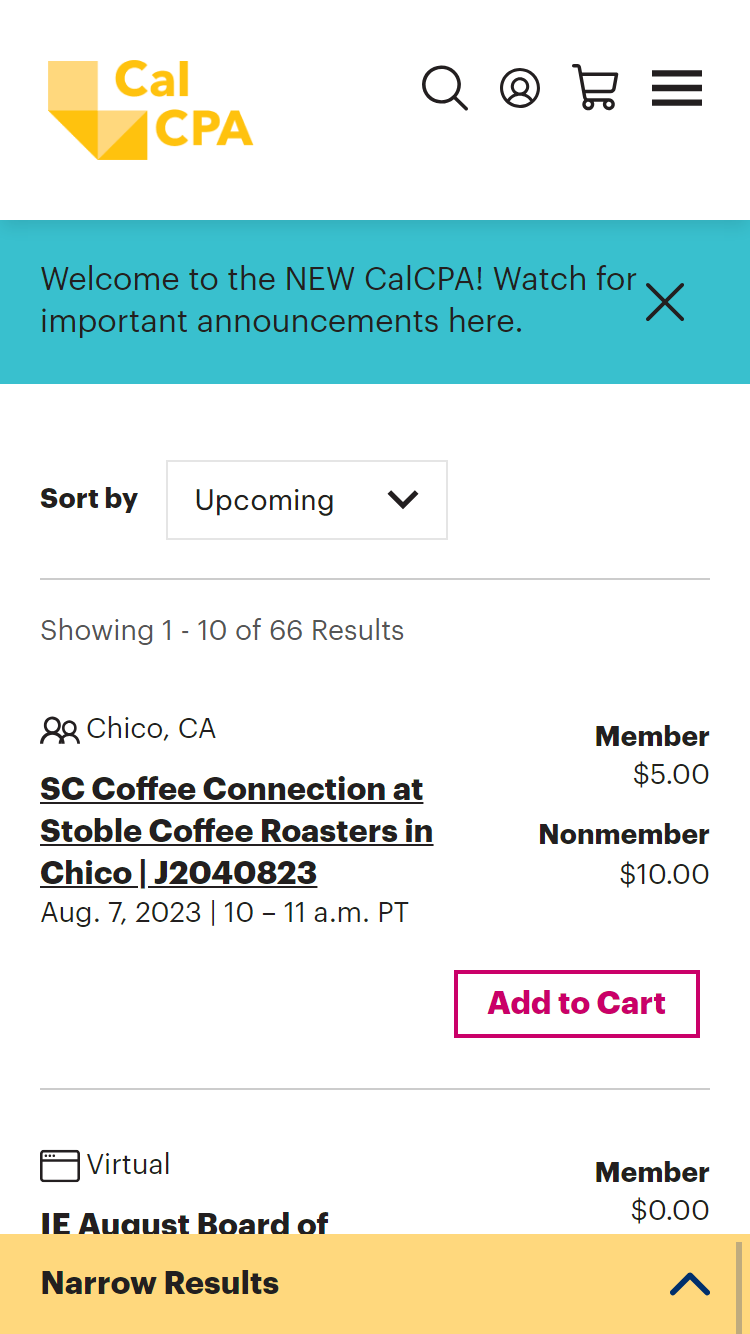 Cal
CPA
Welcome to the NEW CalCPA! Watch for
important announcements here.
Sort by
Upcoming
Showing 1 - 10 of 66 Results
Chico, CA
SC Coffee Connection at
Stoble Coffee Roasters in
Chico | J2040823
Aug. 7, 2023 | 10 – 11 a.m. PT
Member
$5.00
Nonmember
$10.00
Add to Cart
Virtual
IE August Board of
Member
$0.00
Narrow Results